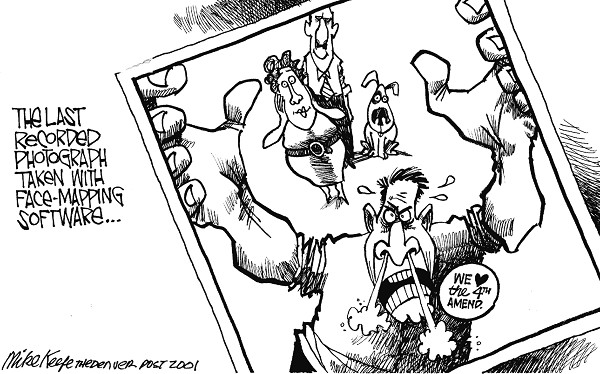 THE LAST
RECORDED
PHOTOGRAPH
TAKEN WITH
FACE-MAPPING
SOFTWARE...
WE ♥
the 4TH
AMEND.
Mike Keefe THE DENVER POST 2001